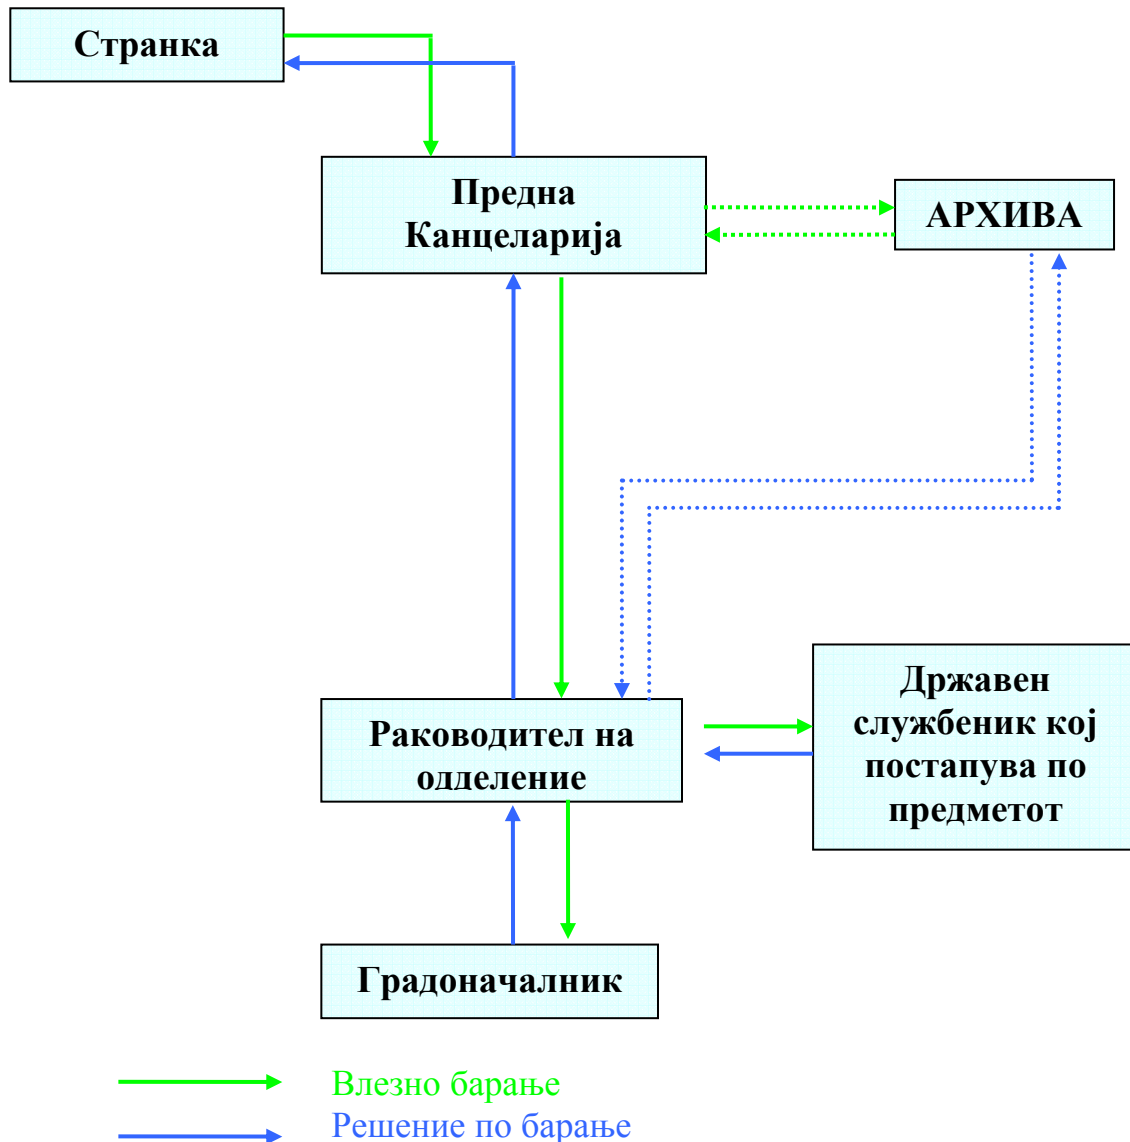 Странка
Предна
Канцеларија
АРХИВА
Државен
службеник кој
постапува по
предметот
Раководител на
одделение
Градоначалник
Влезно барање
Решение по барање